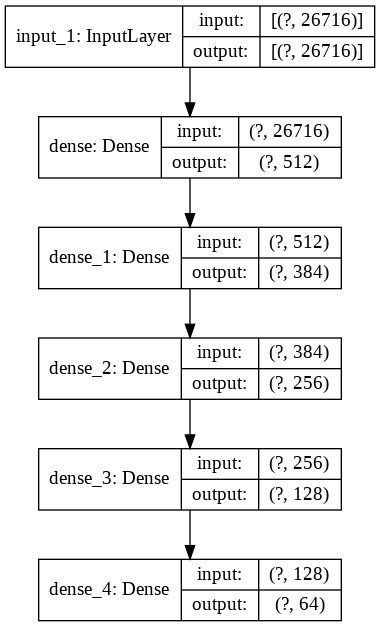 input_1: InputLayer
input: [(?, 26716)]
output: [(?, 26716)]
dense: Dense
input: (?, 26716)
output: (?, 512)
dense_1: Dense
input: (?, 512)
output: (?, 384)
dense_2: Dense
input: (?, 384)
output: (?, 256)
dense_3: Dense
input: (?, 256)
output: (?, 128)
dense_4: Dense
input: (?, 128)
output: (?, 64)